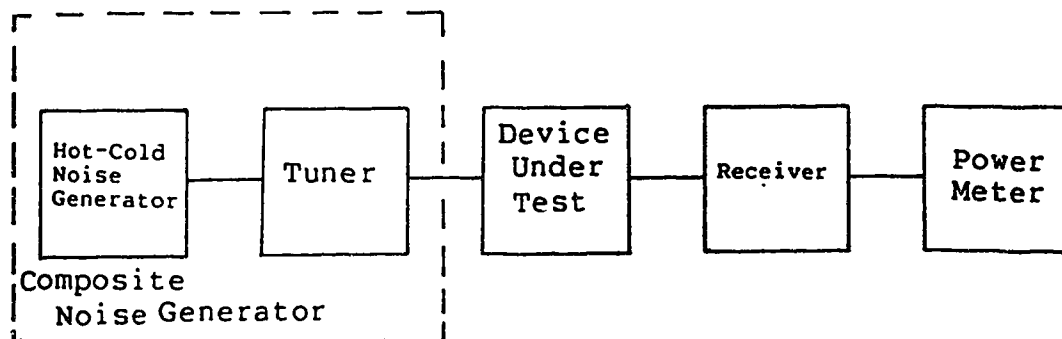 Hot-Cold
Noise
Generator
Tuner
Device
Under
Test
Receiver
Power
Meter
Composite
Noise Generator